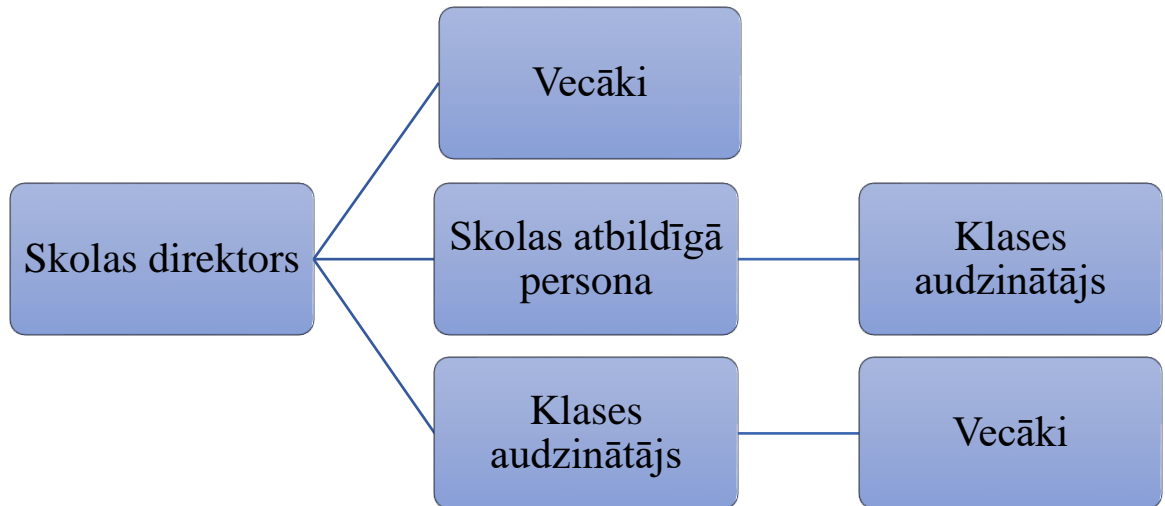 Vecāki
Skolas direktors
Skolas atbildīgā
persona
Klases
audzinātājs
Klases
audzinātājs
Vecāki